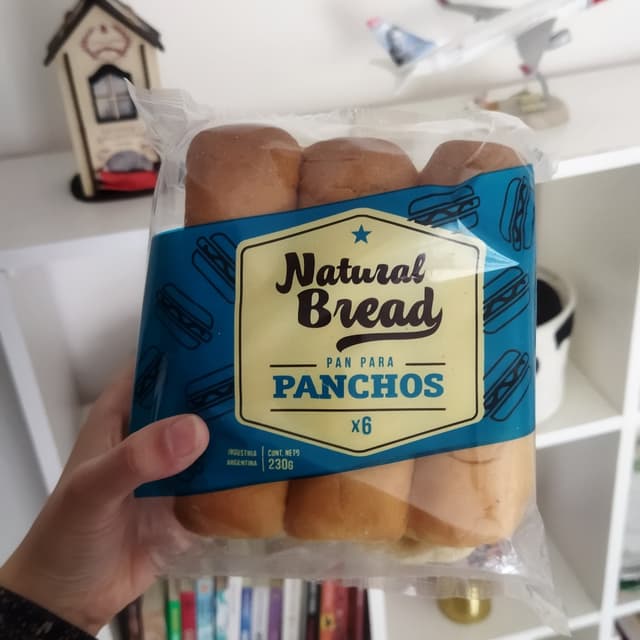 Natural
Bread
PAN PARA
PANCHOS
x6
INDUSTRIA
ARGENTINA
CONT. NETO
230G